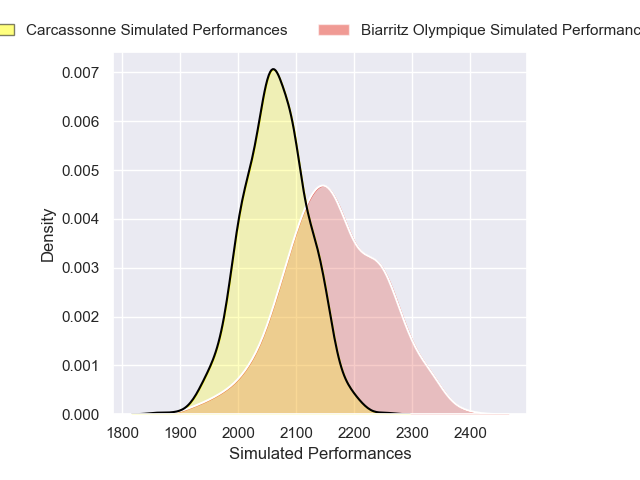 Carcassonne Simulated Performances
Biarritz Olympique Simulated
0.007
0.006
0.005
0.004
0.003
0.002
0.001
0.000
Density
1800 1900 2000 2100 2200 2300 2400
Simulated Performances